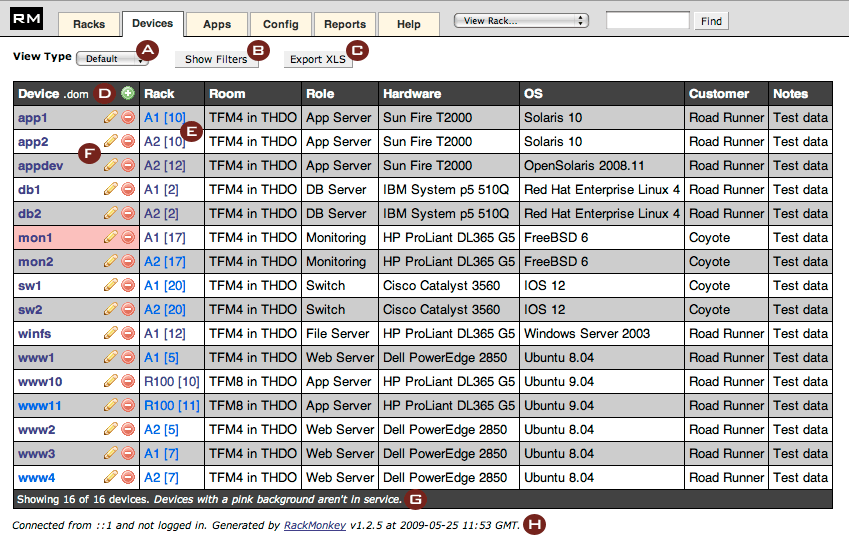 RM Racks Devices Apps Config Reports Help View Rack... Find
View Type Default A Show Filters B Export XLS C
Device .dom D Rack Room Role Hardware OS Customer Notes
app1 A1 [10] TFM4 in THDO App Server Sun Fire T2000 Solaris 10 Road Runner Test data
E
app2 A2 [10] TFM4 in THDO App Server Sun Fire T2000 Solaris 10 Road Runner Test data
F
appdev A2 [12] TFM4 in THDO App Server Sun Fire T2000 OpenSolaris 2008.11 Road Runner Test data
db1 A1 [2] TFM4 in THDO DB Server IBM System p5 510Q Red Hat Enterprise Linux 4 Road Runner Test data
db2 A2 [2] TFM4 in THDO DB Server IBM System p5 510Q Red Hat Enterprise Linux 4 Road Runner Test data
mon1 A1 [17] TFM4 in THDO Monitoring HP ProLiant DL365 G5 FreeBSD 6 Coyote Test data
mon2 A2 [17] TFM4 in THDO Monitoring HP ProLiant DL365 G5 FreeBSD 6 Coyote Test data
sw1 A1 [20] TFM4 in THDO Switch Cisco Catalyst 3560 IOS 12 Coyote Test data
sw2 A2 [20] TFM4 in THDO Switch Cisco Catalyst 3560 IOS 12 Coyote Test data
winfs A1 [12] TFM4 in THDO File Server HP ProLiant DL365 G5 Windows Server 2003 Road Runner Test data
www1 A1 [5] TFM4 in THDO Web Server Dell PowerEdge 2850 Ubuntu 8.04 Road Runner Test data
www10 R100 [10] TFM8 in THDO App Server HP ProLiant DL365 G5 Ubuntu 9.04 Road Runner Test data
www11 R100 [11] TFM8 in THDO App Server HP ProLiant DL365 G5 Ubuntu 9.04 Road Runner Test data
www2 A2 [5] TFM4 in THDO Web Server Dell PowerEdge 2850 Ubuntu 8.04 Road Runner Test data
www3 A1 [7] TFM4 in THDO Web Server Dell PowerEdge 2850 Ubuntu 8.04 Road Runner Test data
www4 A2 [7] TFM4 in THDO Web Server Dell PowerEdge 2850 Ubuntu 8.04 Road Runner Test data
Showing 16 of 16 devices. Devices with a pink background aren't in service. G
Connected from ::1 and not logged in. Generated by RackMonkey v1.2.5 at 2009-05-25 11:53 GMT. H